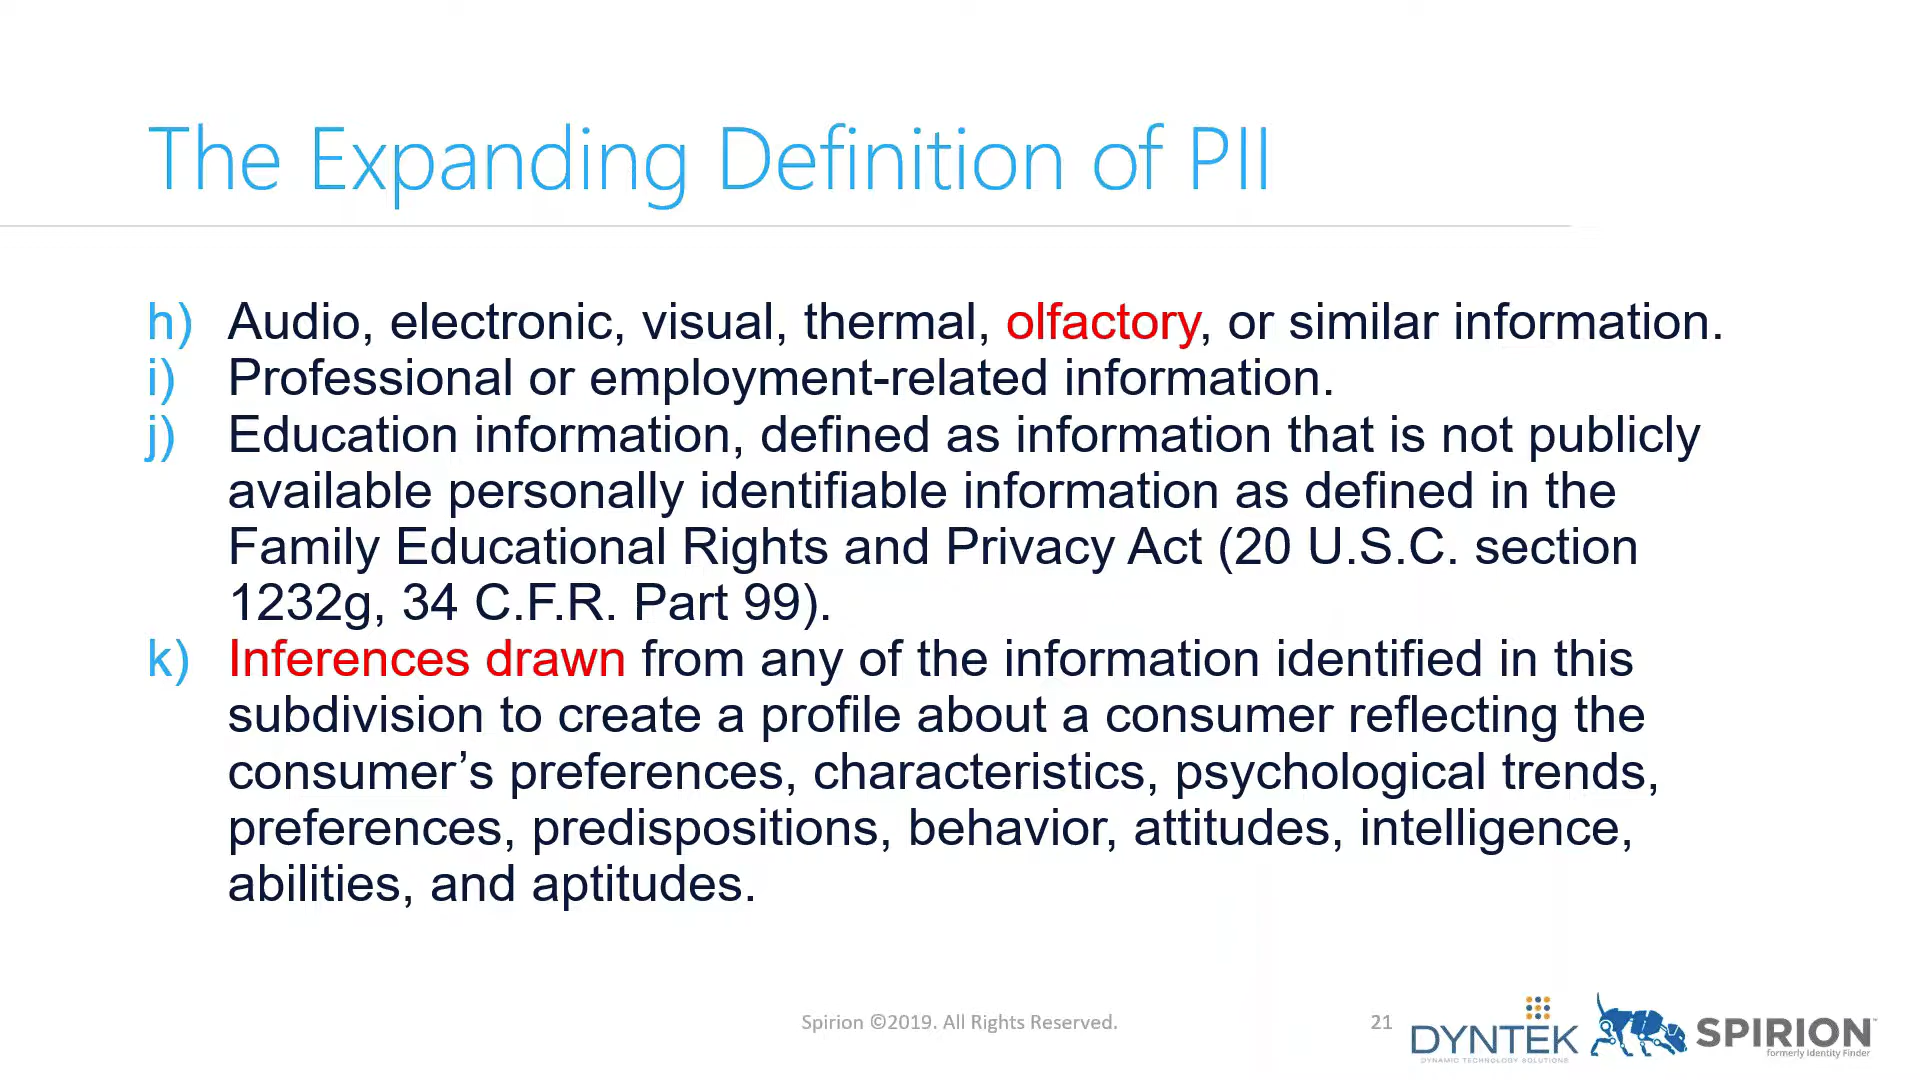 The Expanding Definition of PII
h) Audio, electronic, visual, thermal, olfactory, or similar information.
i) Professional or employment-related information.
j) Education information, defined as information that is not publicly
available personally identifiable information as defined in the
Family Educational Rights and Privacy Act (20 U.S.C. section
1232g, 34 C.F.R. Part 99).
k) Inferences drawn from any of the information identified in this
subdivision to create a profile about a consumer reflecting the
consumer’s preferences, characteristics, psychological trends,
preferences, predispositions, behavior, attitudes, intelligence,
abilities, and aptitudes.
Spirion ©2019. All Rights Reserved.
21
DYNTEK
DYNAMIC TECHNOLOGY SOLUTIONS
SPIRION™
formerly Identity Finder